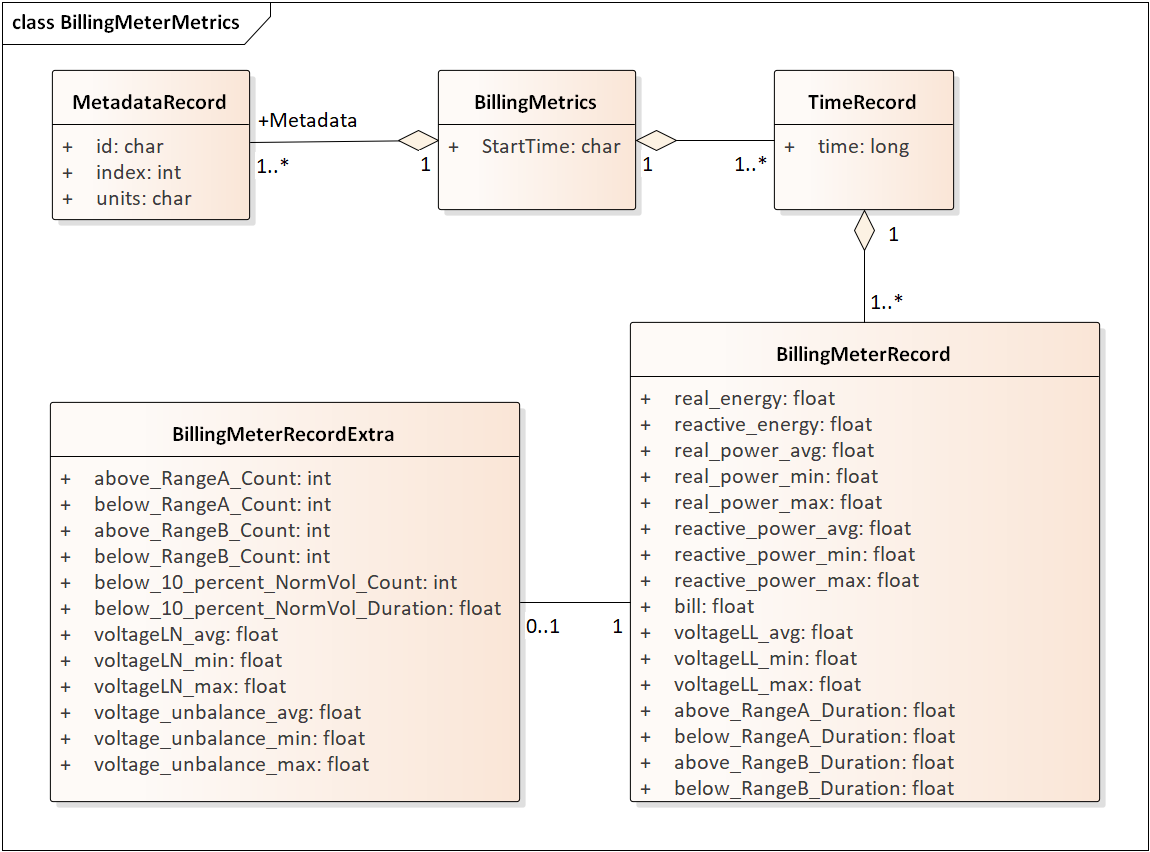 class BillingMeterMetrics
MetadataRecord
+ id: char
+ index: int
+ units: char
+Metadata
1..*
1
BillingMetrics
+ StartTime: char
1
1..*
TimeRecord
+ time: long
1
1..*
BillingMeterRecord
+ real_energy: float
+ reactive_energy: float
+ real_power_avg: float
+ real_power_min: float
+ real_power_max: float
+ reactive_power_avg: float
+ reactive_power_min: float
+ reactive_power_max: float
+ bill: float
+ voltageLL_avg: float
+ voltageLL_min: float
+ voltageLL_max: float
+ above_RangeA_Duration: float
+ below_RangeA_Duration: float
+ above_RangeB_Duration: float
+ below_RangeB_Duration: float
BillingMeterRecordExtra
+ above_RangeA_Count: int
+ below_RangeA_Count: int
+ above_RangeB_Count: int
+ below_RangeB_Count: int
+ below_10_percent_NormVol_Count: int
+ below_10_percent_NormVol_Duration: float
+ voltageLN_avg: float
+ voltageLN_min: float
+ voltageLN_max: float
+ voltage_unbalance_avg: float
+ voltage_unbalance_min: float
+ voltage_unbalance_max: float
0..1
1